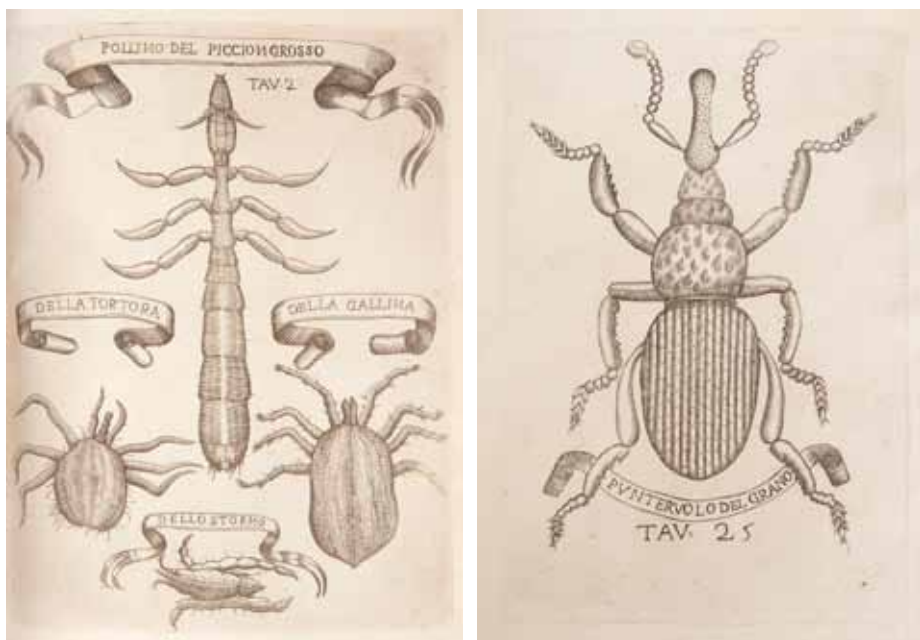 POLLINO DEL PICCION GROSSO
TAV. 2
DELLA TORTORA
DELLA GALLINA
DELLO STORNO
PVNTERVOLO DEL GRANO
TAV. 25